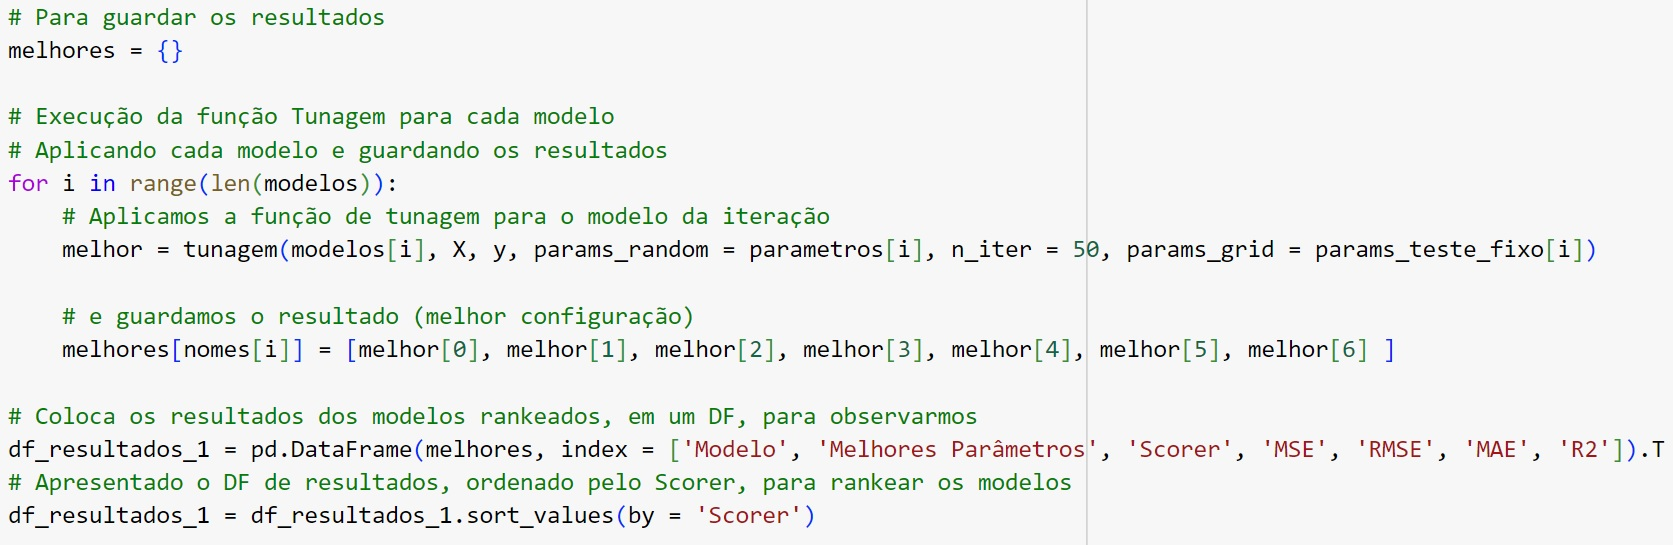 # Para guardar os resultados
melhores = {}
# Execução da função Tunagem para cada modelo
# Aplicando cada modelo e guardando os resultados
for i in range(len(modelos)):
    # Aplicamos a função de tunagem para o modelo da iteração
    melhor = tunagem(modelos[i], X, y, params_random = parametros[i], n_iter = 50, params_grid = params_teste_fixo[i])
    # e guardamos o resultado (melhor configuração)
    melhores[nomes[i]] = [melhor[0], melhor[1], melhor[2], melhor[3], melhor[4], melhor[5], melhor[6] ]
# Coloca os resultados dos modelos rankeados, em um DF, para observarmos
df_resultados_1 = pd.DataFrame(melhores, index = ['Modelo', 'Melhores Parâmetros', 'Scorer', 'MSE', 'RMSE', 'MAE', 'R2']).T
# Apresentado o DF de resultados, ordenado pelo Scorer, para rankear os modelos
df_resultados_1 = df_resultados_1.sort_values(by = 'Scorer')